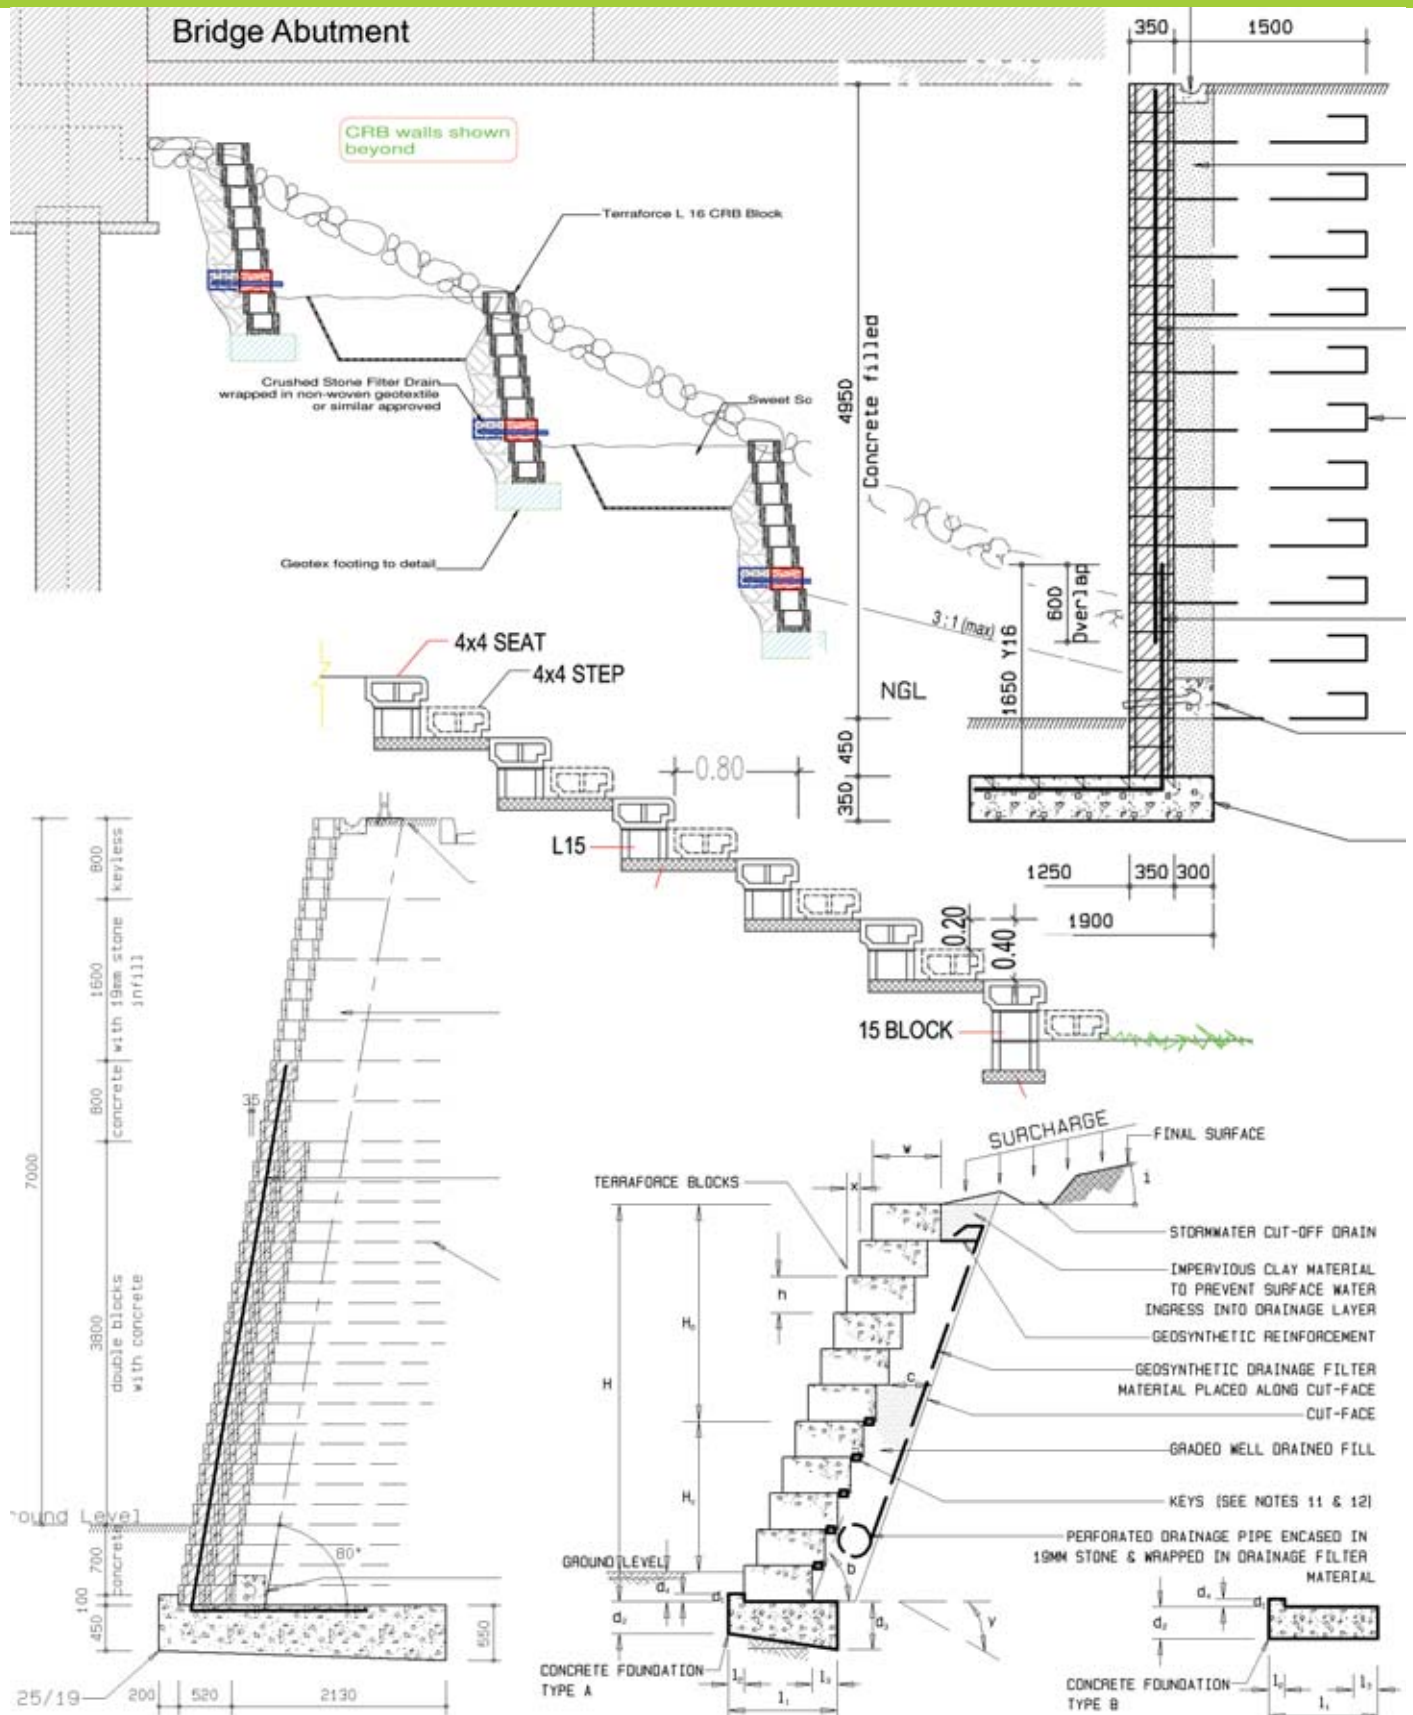 Bridge Abutment
CRB walls shown
beyond
Terraforce L 16 CRB Block
Crushed Stone Filter Drain
wrapped in non-woven geotextile
or similar approved
Sweet So
Geotex footing to detail
350
1500
4950
Concrete filled
3:1 (max)
600
Overlap
1650 Y16
NGL
450
350
1250
350
300
1900
4x4 SEAT
4x4 STEP
0.80
L15
0.20
0.40
15 BLOCK
800
keyless
1600
with 19mm stone
infill
800
concrete
35
7000
3800
double blocks
with concrete
round Level
700
concrete
80°
100
450
550
25/19
200
520
2130
SURCHARGE
FINAL SURFACE
w
x
i
TERRAFORCE BLOCKS
STORMWATER CUT-OFF DRAIN
IMPERVIOUS CLAY MATERIAL
TO PREVENT SURFACE WATER
INGRESS INTO DRAINAGE LAYER
h
GEOSYNTHETIC REINFORCEMENT
H
c
GEOSYNTHETIC DRAINAGE FILTER
MATERIAL PLACED ALONG CUT-FACE
CUT-FACE
GRADED WELL DRAINED FILL
KEYS (SEE NOTES 11 & 12)
PERFORATED DRAINAGE PIPE ENCASED IN
19MM STONE & WRAPPED IN DRAINAGE FILTER
MATERIAL
GROUND LEVEL
b
y
CONCRETE FOUNDATION
TYPE A
CONCRETE FOUNDATION
TYPE B